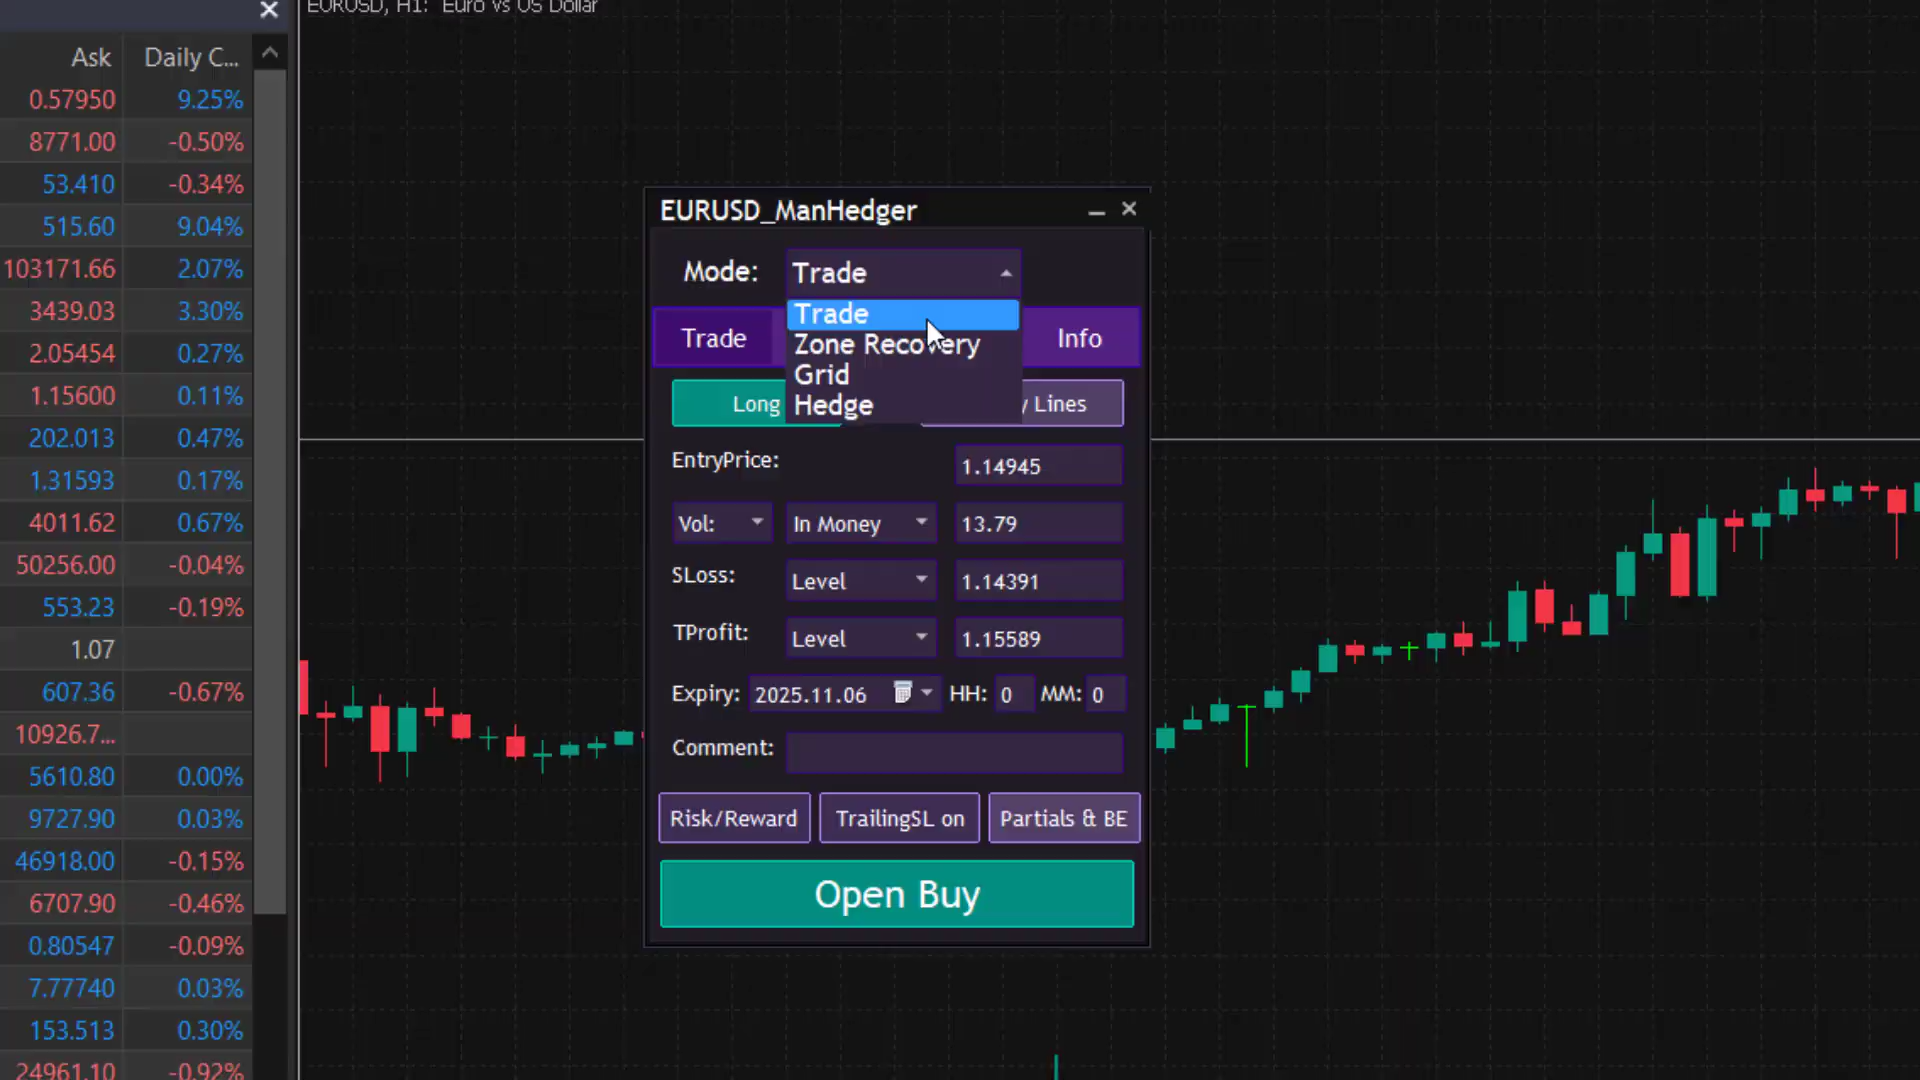 EURUSD, H1: Euro vs US Dollar
Ask Daily C...
0.57950 9.25%
8771.00 -0.50%
53.410 -0.34%
515.60 9.04%
103171.66 2.07%
3439.03 3.30%
2.05454 0.27%
1.15600 0.11%
202.013 0.47%
1.31593 0.17%
4011.62 0.67%
50256.00 -0.04%
553.23 -0.19%
1.07
607.36 -0.67%
10926.7...
5610.80 0.00%
9727.90 0.03%
46918.00 -0.15%
6707.90 -0.46%
0.80547 -0.09%
7.77740 0.03%
153.513 0.30%
24961.10 -0.92%
EURUSD_ManHedger
Mode: Trade
Trade
Zone Recovery
Grid
Hedge
Trade Info
Long y Lines
EntryPrice: 1.14945
Vol: In Money 13.79
SLoss: Level 1.14391
TProfit: Level 1.15589
Expiry: 2025.11.06 HH: 0 MM: 0
Comment:
Risk/Reward TrailingSL on Partials & BE
Open Buy